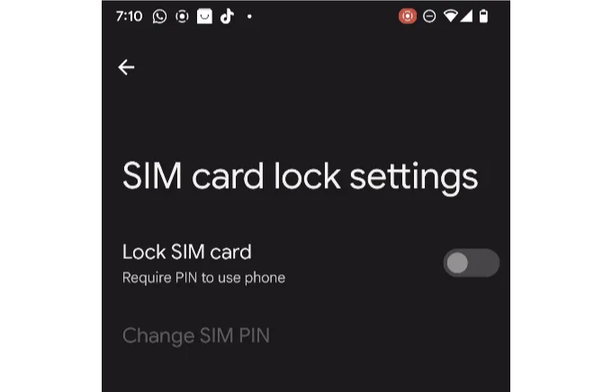 7:10
SIM card lock settings
Lock SIM card
Require PIN to use phone
Change SIM PIN